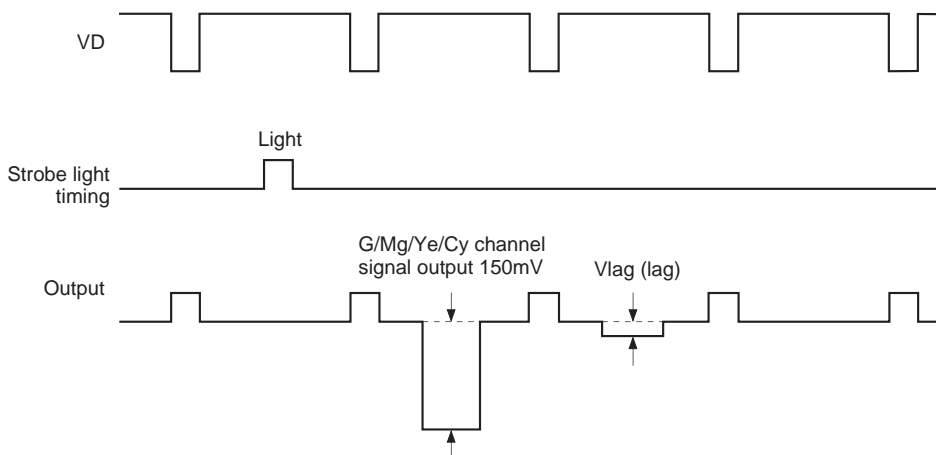 VD
Light
Strobe light
timing
G/Mg/Ye/Cy channel
signal output 150mV
Vlag (lag)
Output